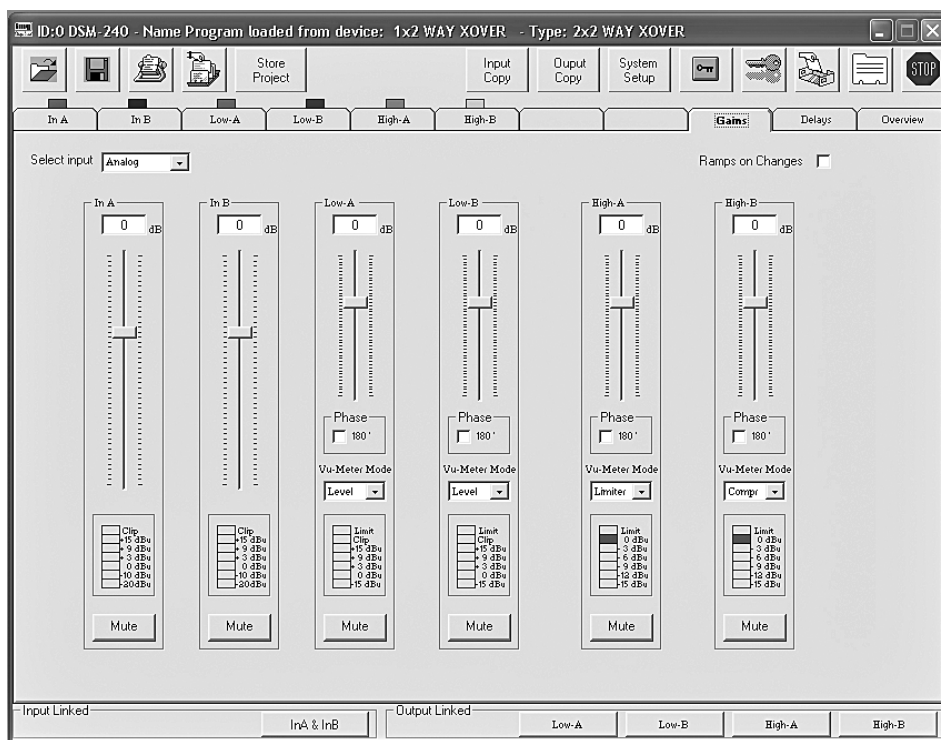 ID:0 DSM-240 - Name Program loaded from device: 1x2 WAY XOVER - Type: 2x2 WAY XOVER
Store Project
Input Copy
Ouput Copy
System Setup
STOP
In A
In B
Low-A
Low-B
High-A
High-B
Gains
Delays
Overview
Select input Analog
Ramps on Changes
In A
0 dB
Clip
+15 dBu
+ 9 dBu
+ 3 dBu
0 dBu
-10 dBu
-20dBu
Mute
In B
0 dB
Clip
+15 dBu
+ 9 dBu
+ 3 dBu
0 dBu
-10 dBu
-20dBu
Mute
Low-A
0 dB
Phase
180 '
Vu-Meter Mode
Level
Limit
Clip
+15 dBu
+ 9 dBu
+ 3 dBu
0 dBu
-15 dBu
Mute
Low-B
0 dB
Phase
180 '
Vu-Meter Mode
Level
Limit
Clip
+15 dBu
+ 9 dBu
+ 3 dBu
0 dBu
-15 dBu
Mute
High-A
0 dB
Phase
180 '
Vu-Meter Mode
Limiter
Limit
0 dBu
- 3 dBu
- 6 dBu
- 9 dBu
-12 dBu
-15 dBu
Mute
High-B
0 dB
Phase
180 '
Vu-Meter Mode
Compr
Limit
0 dBu
- 3 dBu
- 6 dBu
- 9 dBu
-12 dBu
-15 dBu
Mute
Input Linked
InA & InB
Output Linked
Low-A
Low-B
High-A
High-B